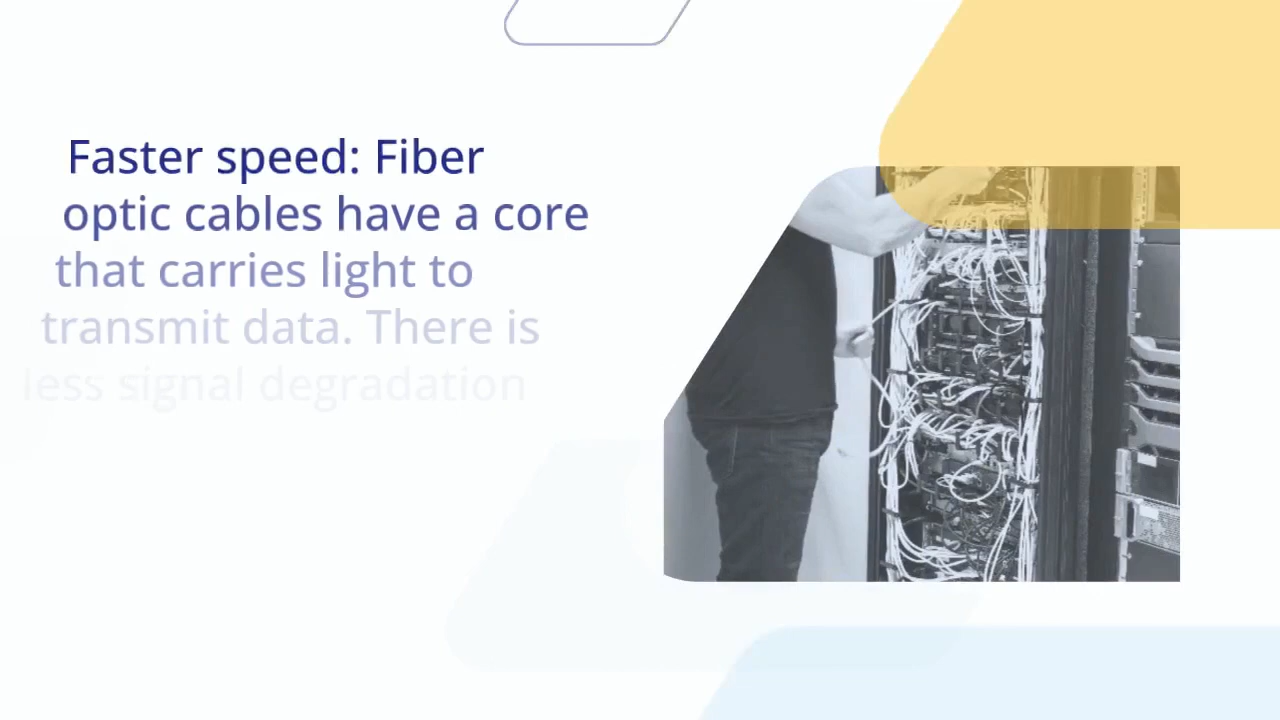 Faster speed: Fiber
optic cables have a core
that carries light to
transmit data. There is
less signal degradation